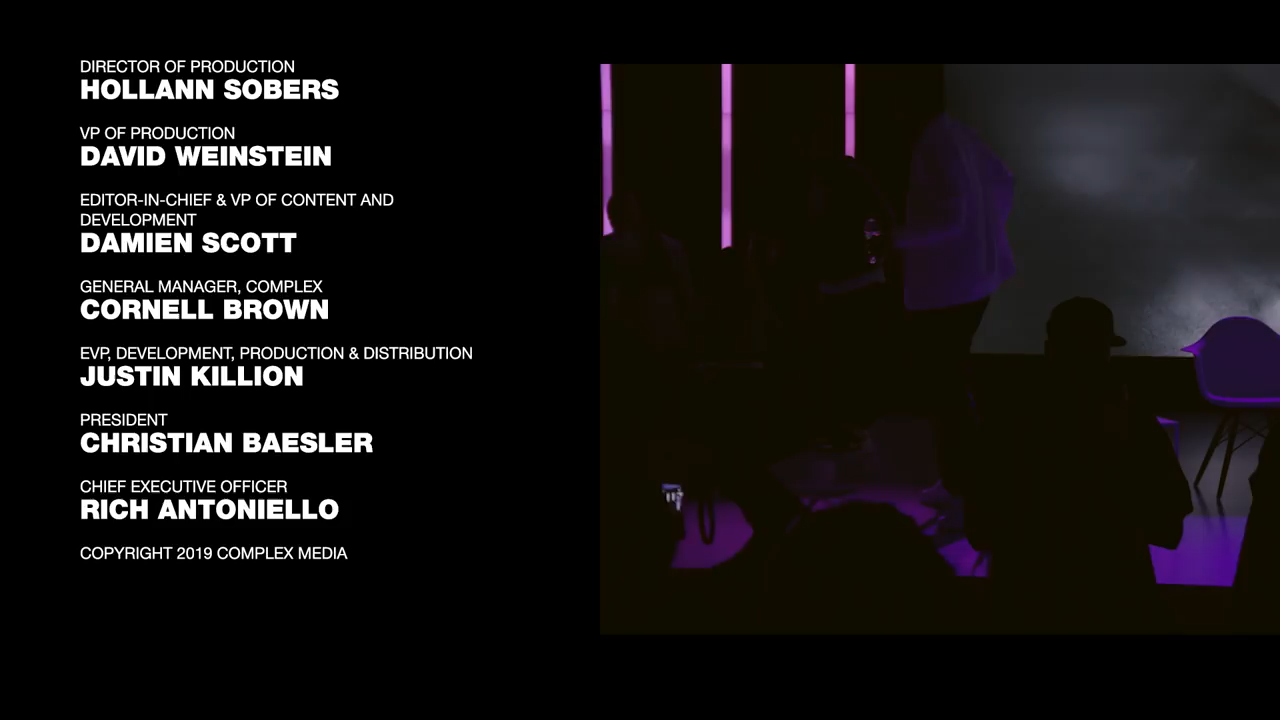 DIRECTOR OF PRODUCTION
HOLLANN SOBERS
VP OF PRODUCTION
DAVID WEINSTEIN
EDITOR-IN-CHIEF & VP OF CONTENT AND
DEVELOPMENT
DAMIEN SCOTT
GENERAL MANAGER, COMPLEX
CORNELL BROWN
EVP, DEVELOPMENT, PRODUCTION & DISTRIBUTION
JUSTIN KILLION
PRESIDENT
CHRISTIAN BAESLER
CHIEF EXECUTIVE OFFICER
RICH ANTONIELLO
COPYRIGHT 2019 COMPLEX MEDIA